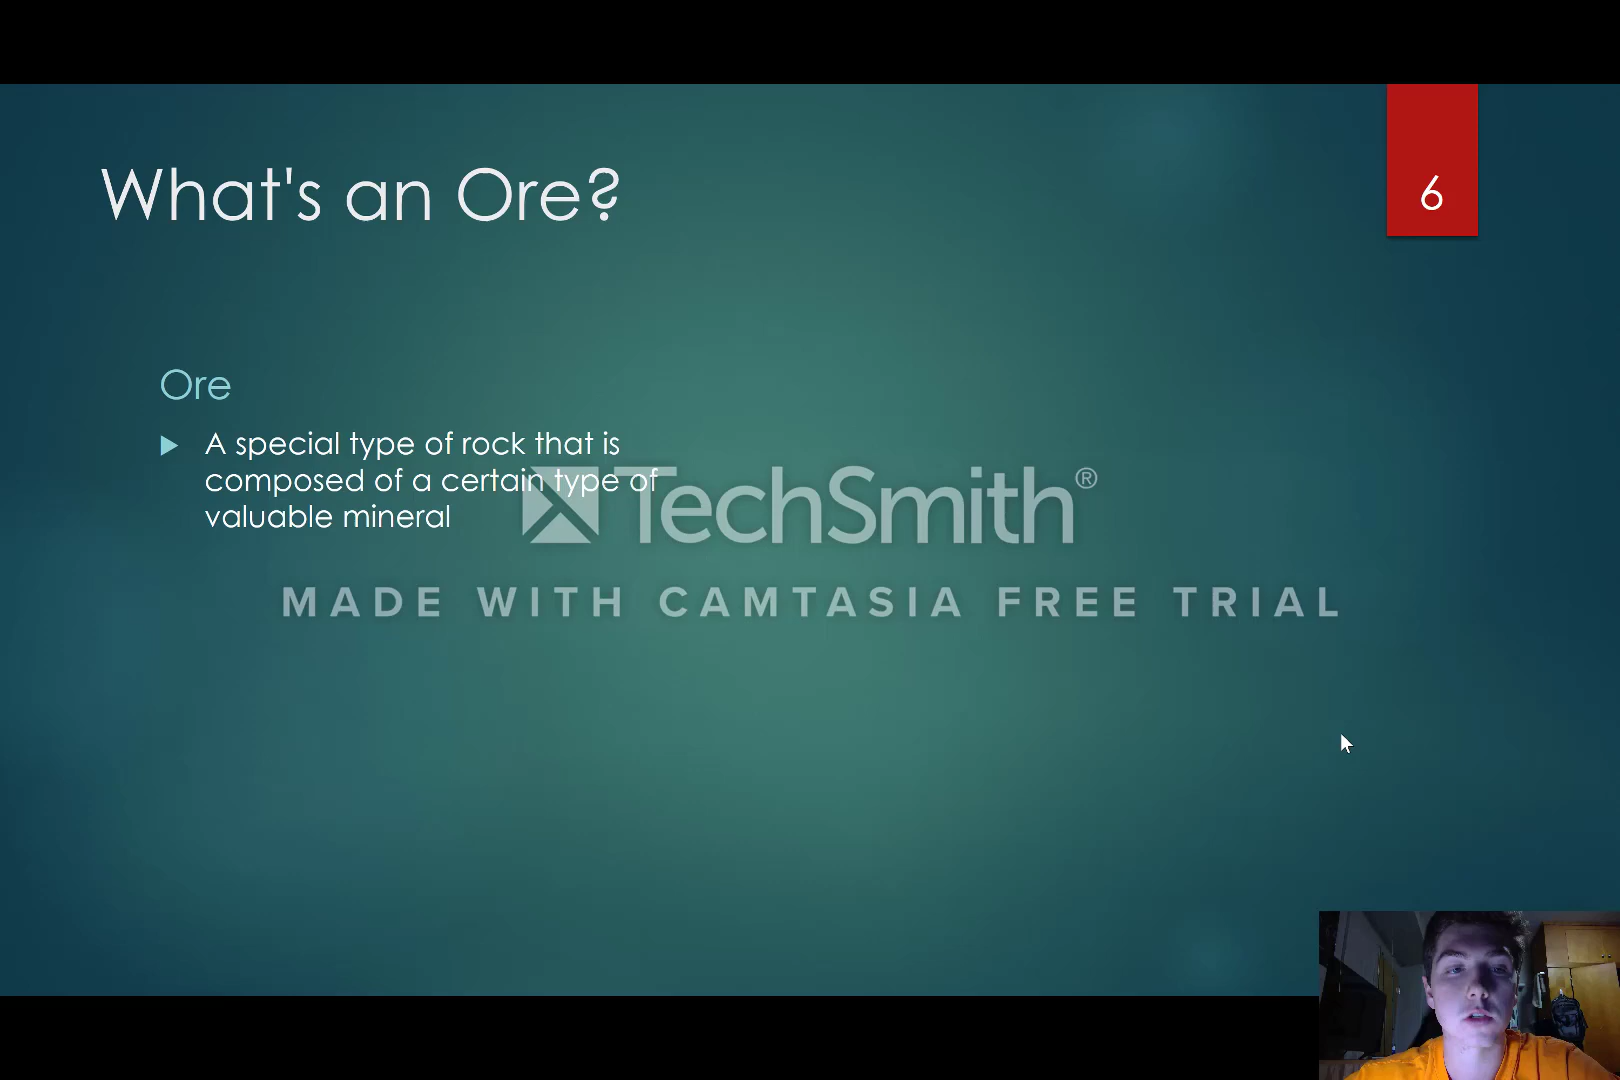 What's an Ore?
6
Ore
A special type of rock that is
composed of a certain type of
valuable mineral
TechSmith®
MADE WITH CAMTASIA FREE TRIAL